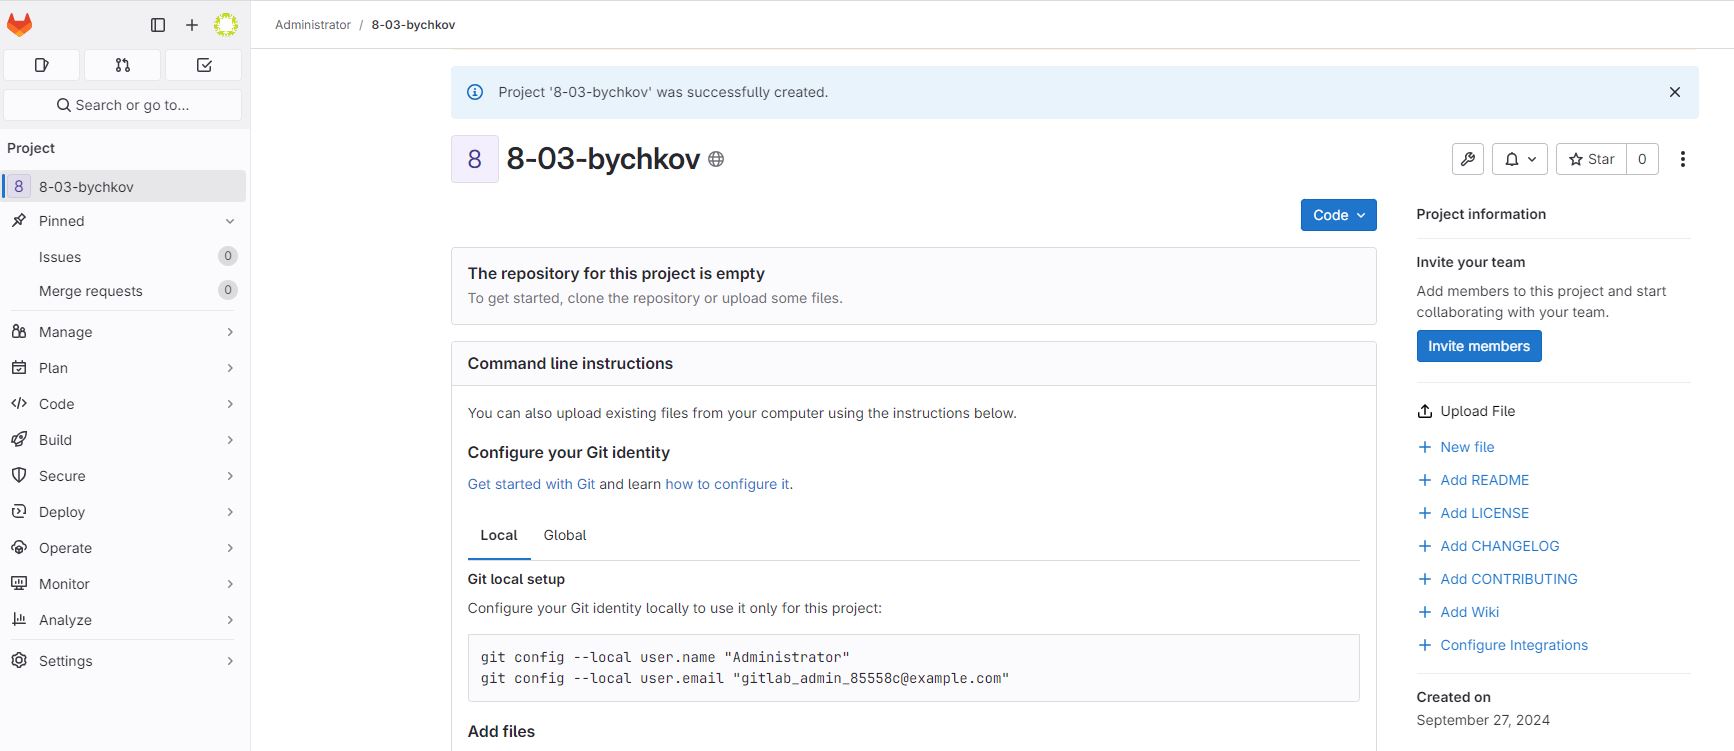 Administrator / 8-03-bychkov
Search or go to...
Project
8 8-03-bychkov
Pinned
Issues 0
Merge requests 0
Manage
Plan
Code
Build
Secure
Deploy
Operate
Monitor
Analyze
Settings
Project '8-03-bychkov' was successfully created.
8 8-03-bychkov
Star 0
Code
The repository for this project is empty
To get started, clone the repository or upload some files.
Command line instructions
You can also upload existing files from your computer using the instructions below.
Configure your Git identity
Get started with Git and learn how to configure it.
Local Global
Git local setup
Configure your Git identity locally to use it only for this project:
git config --local user.name "Administrator"
git config --local user.email "gitlab_admin_85558c@example.com"
Add files
Project information
Invite your team
Add members to this project and start
collaborating with your team.
Invite members
Upload File
New file
Add README
Add LICENSE
Add CHANGELOG
Add CONTRIBUTING
Add Wiki
Configure Integrations
Created on
September 27, 2024